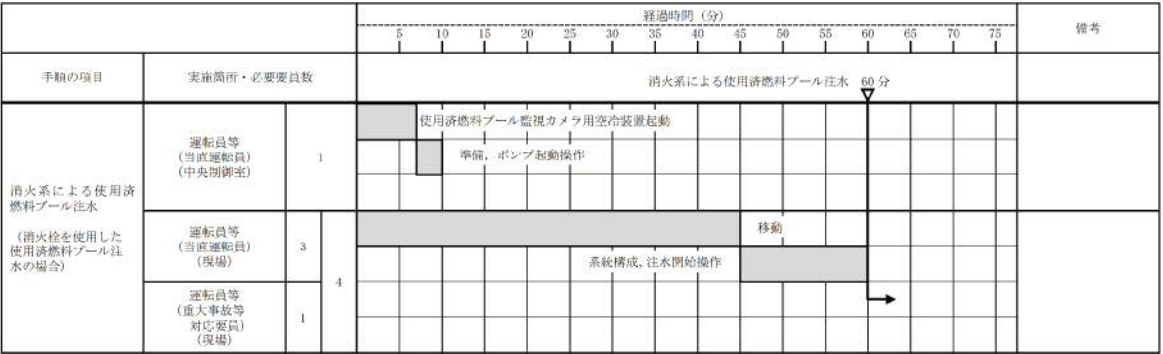 経過時間（分）
備考
5 10 15 20 25 30 35 40 45 50 55 60 65 70 75
手順の項目
実施箇所・必要要員数
消火系による使用済燃料プール注水 60分
消火系による使用済
燃料プール注水
（消火栓を使用した
使用済燃料プール注
水の場合）
運転員等
（当直運転員）
（中央制御室）
1
使用済燃料プール監視カメラ用空冷装置起動
準備，ポンプ起動操作
運転員等
（当直運転員）
（現場）
3
4
移動
系統構成，注水開始操作
運転員等
（重大事故等
対応要員）
（現場）
1